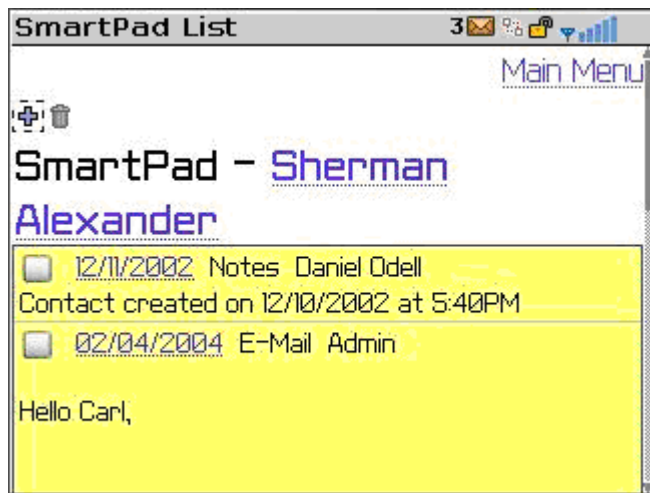 SmartPad List 3
Main Menu
SmartPad - Sherman
Alexander
12/11/2002 Notes Daniel Odell
Contact created on 12/10/2002 at 5:40PM
02/04/2004 E-Mail Admin
Hello Carl,